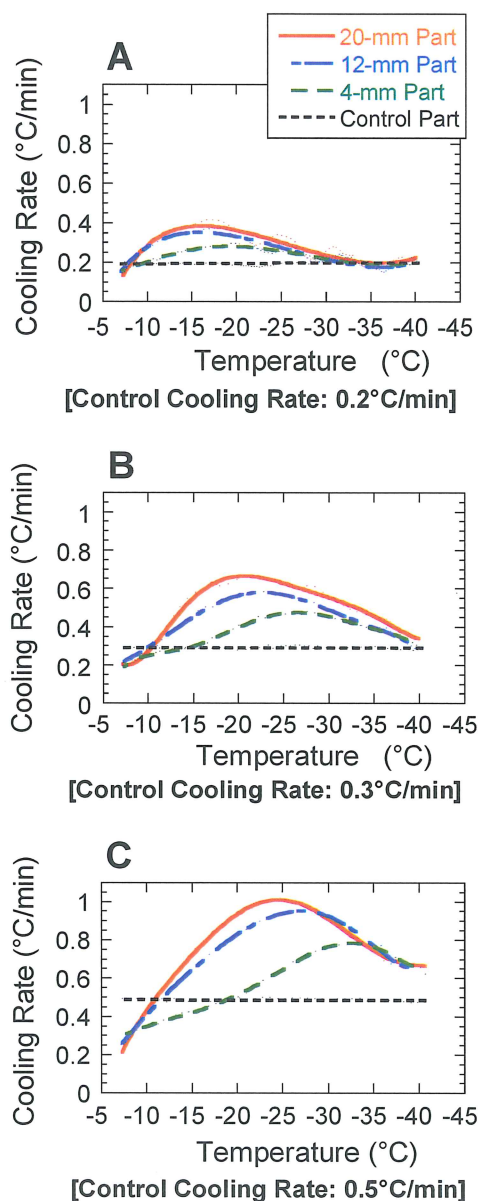 A
20-mm Part
12-mm Part
4-mm Part
Control Part
Cooling Rate (°C/min)
1
0.8
0.6
0.4
0.2
0
-5 -10 -15 -20 -25 -30 -35 -40 -45
Temperature (°C)
[Control Cooling Rate: 0.2°C/min]
B
Cooling Rate (°C/min)
1
0.8
0.6
0.4
0.2
0
-5 -10 -15 -20 -25 -30 -35 -40 -45
Temperature (°C)
[Control Cooling Rate: 0.3°C/min]
C
Cooling Rate (°C/min)
1
0.8
0.6
0.4
0.2
0
-5 -10 -15 -20 -25 -30 -35 -40 -45
Temperature (°C)
[Control Cooling Rate: 0.5°C/min]